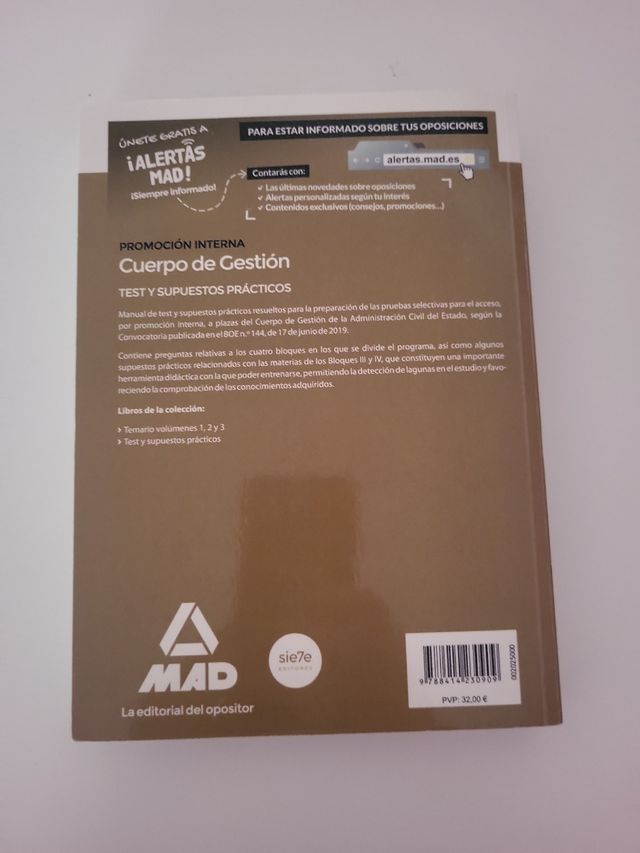 ÚNETE GRATIS A
¡ALERTAS
MAD!
¡Siempre informado!
PARA ESTAR INFORMADO SOBRE TUS OPOSICIONES
alertas.mad.es
Contarás con:
✓ Las últimas novedades sobre oposiciones
✓ Alertas personalizadas según tu interés
✓ Contenidos exclusivos (consejos, promociones...)
PROMOCIÓN INTERNA
Cuerpo de Gestión
TEST Y SUPUESTOS PRÁCTICOS
Manual de test y supuestos prácticos resueltos para la preparación de las pruebas selectivas para el acceso,
por promoción interna, a plazas del Cuerpo de Gestión de la Administración Civil del Estado, según la
Convocatoria publicada en el BOE n.º 144, de 17 de junio de 2019.
Contiene preguntas relativas a los cuatro bloques en los que se divide el programa, así como algunos
supuestos prácticos relacionados con las materias de los Bloques III y IV, que constituyen una importante
herramienta didáctica con la que poder entrenarse, permitiendo la detección de lagunas en el estudio y favo-
reciendo la comprobación de los conocimientos adquiridos.
Libros de la colección:
› Temario volúmenes 1, 2 y 3
› Test y supuestos prácticos
MAD
La editorial del opositor
sie7e
EDITORES
9 788414 230909
002025000
PVP: 32,00 €